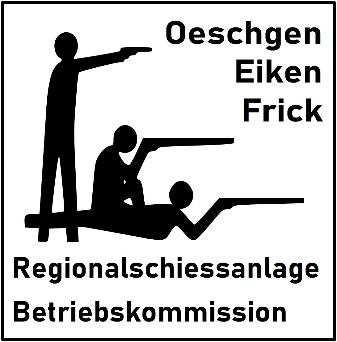 Oeschgen
Eiken
Frick
Regionalschiessanlage
Betriebskommission